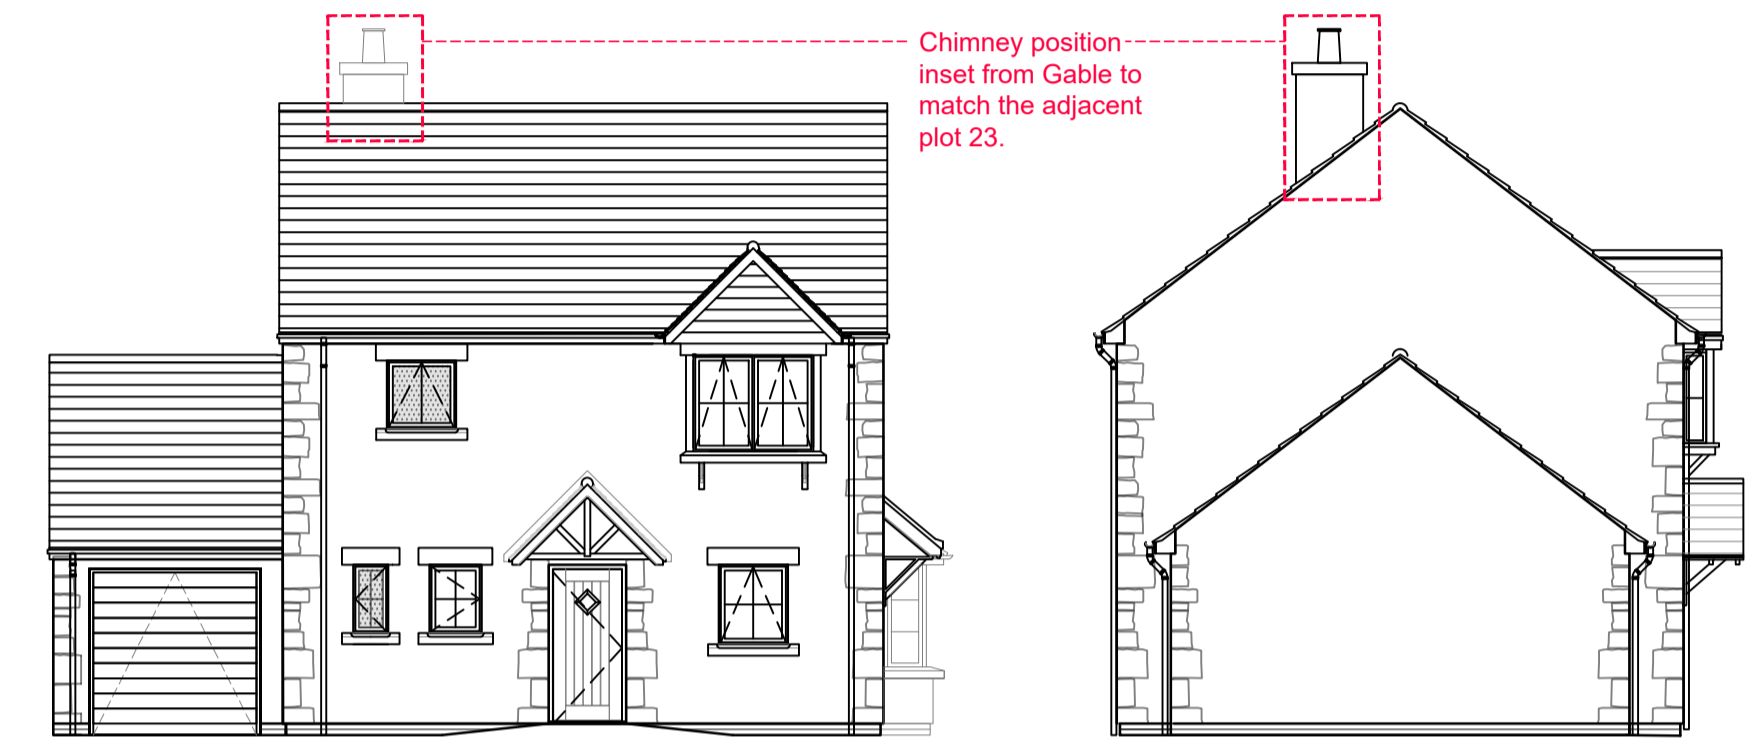 Chimney position
inset from Gable to
match the adjacent
plot 23.